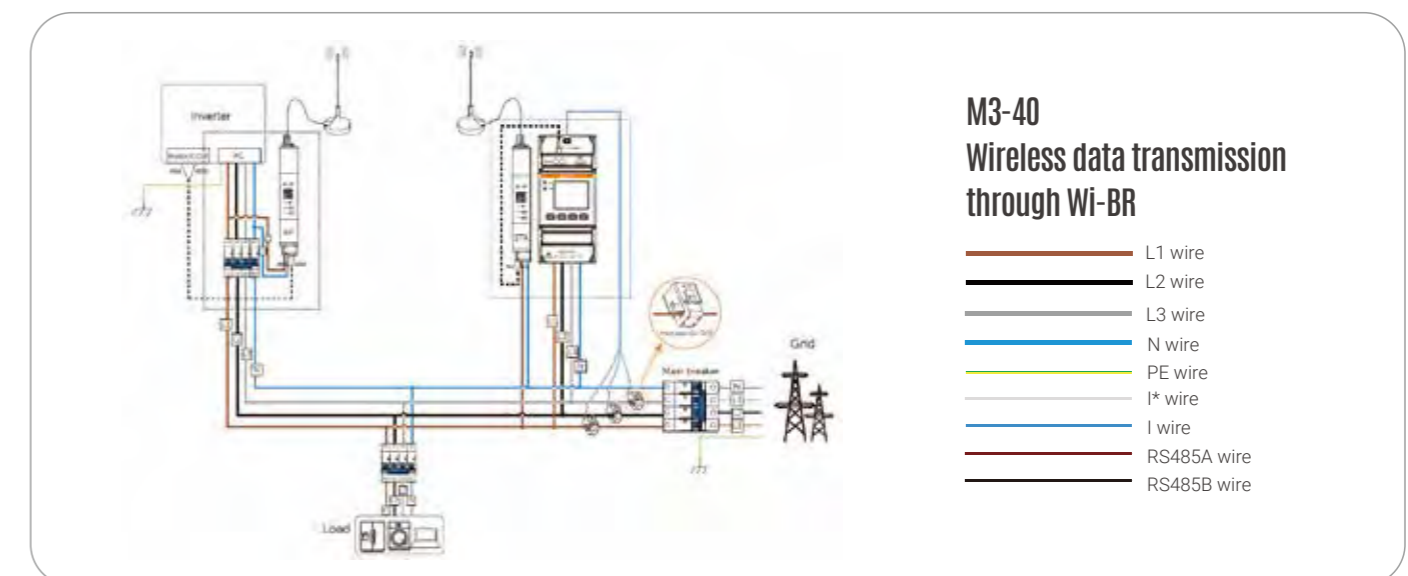 Inverter
AC
Main breaker
Grid
Load
M3-40
Wireless data transmission
through Wi-BR
L1 wire
L2 wire
L3 wire
N wire
PE wire
I* wire
I wire
RS485A wire
RS485B wire